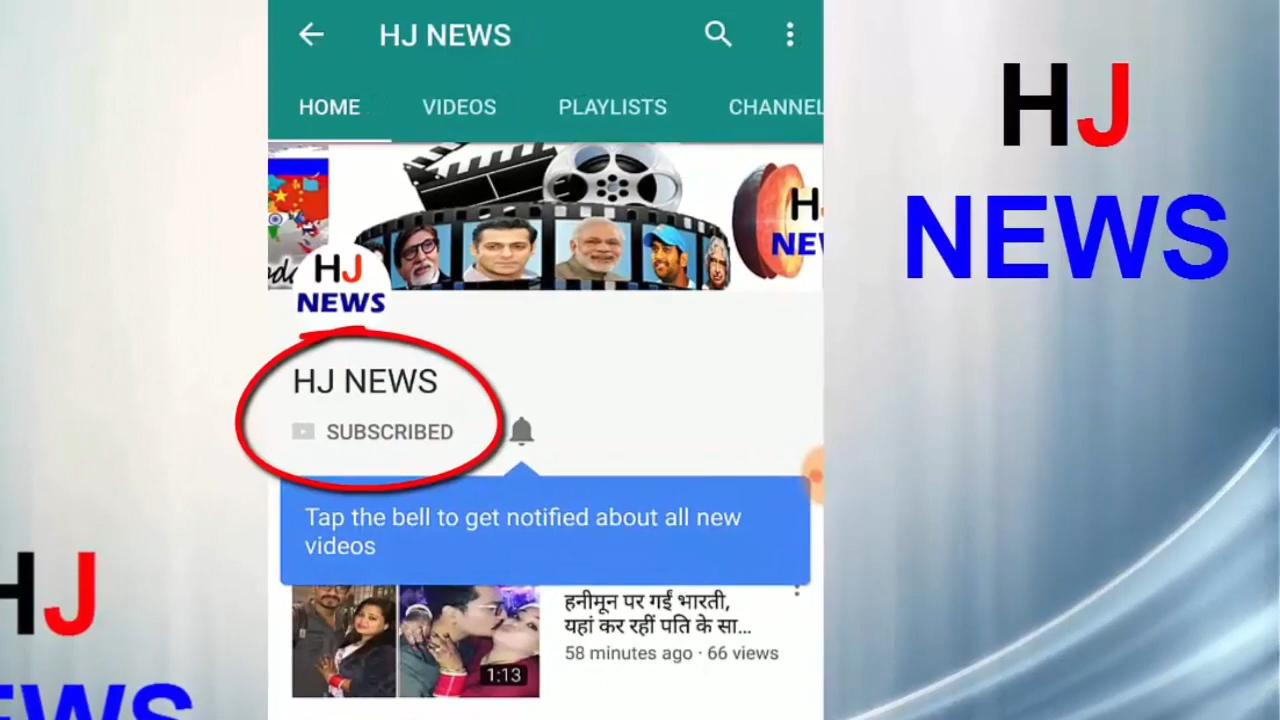 HJ NEWS
HOME VIDEOS PLAYLISTS CHANNEL
HJ
NEWS
HJ
NEWS
HJ NEWS
SUBSCRIBED
Tap the bell to get notified about all new
videos
हनीमून पर गईं भारती,
यहां कर रहीं पति के सा...
58 minutes ago · 66 views
1:13
HJ